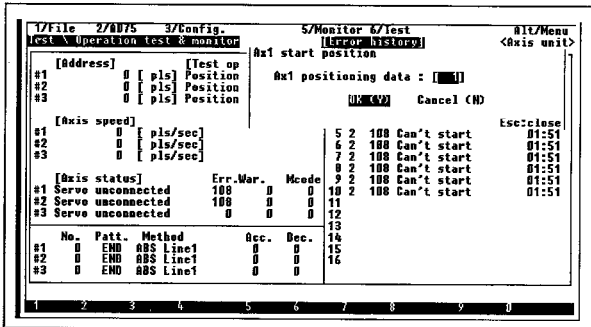 1/File 2/AD75 3/Config. 5/Monitor 6/Test Alt/Menu
Test \ Operation test & monitor [Error history] <Axis unit>
Ax1 start position
Ax1 positioning data : [ 1]
OK (Y) Cancel (N)
Esc:close
[Address] [Test op
#1 0 [ pls] Position
#2 0 [ pls] Position
#3 0 [ pls] Position
[Axis speed]
#1 0 [ pls/sec]
#2 0 [ pls/sec]
#3 0 [ pls/sec]
[Axis status] Err. War. Mcode
#1 Servo unconnected 108 0 0
#2 Servo unconnected 108 0 0
#3 Servo unconnected 0 0 0
No. Patt. Method Acc. Dec.
#1 0 END ABS Line1 0 0
#2 0 END ABS Line1 0 0
#3 0 END ABS Line1 0 0
5 2 108 Can't start 01:51
6 2 108 Can't start 01:51
7 2 108 Can't start 01:51
8 2 108 Can't start 01:51
9 2 108 Can't start 01:51
10 2 108 Can't start 01:51
11
12
13
14
15
16
1 2 3 4 5 6 7 8 9 0